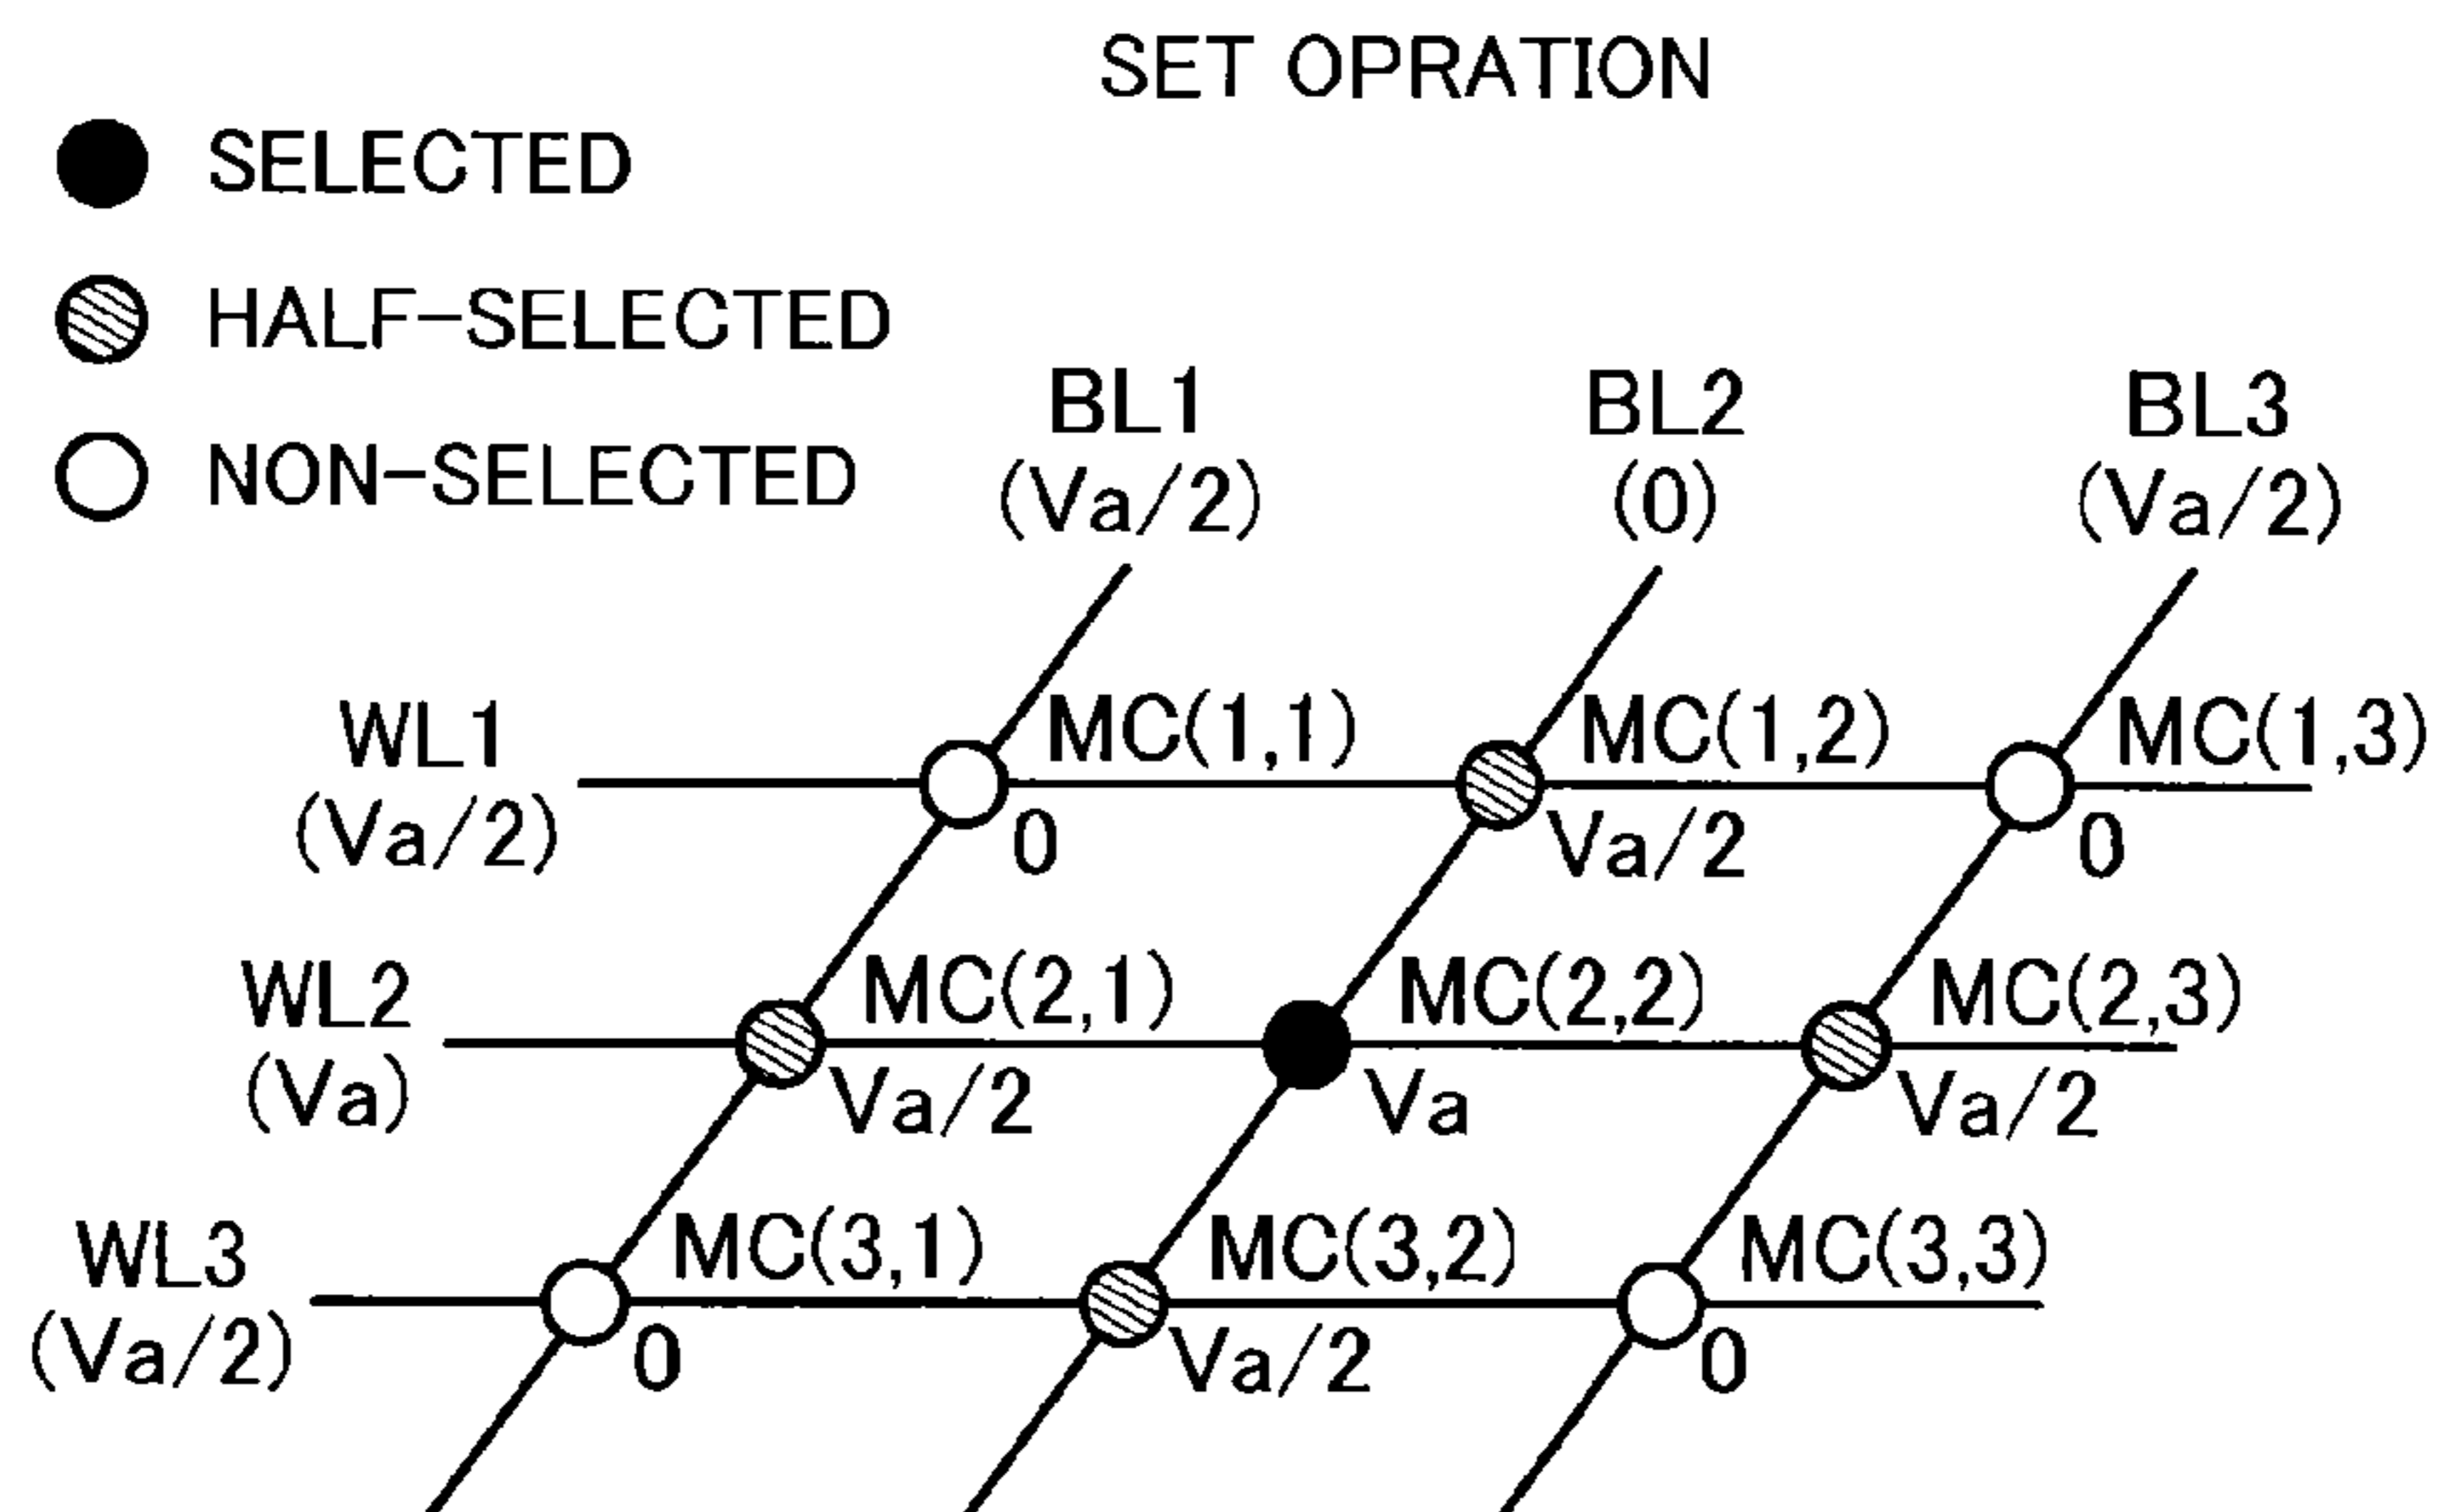 SET OPRATION
SELECTED
HALF-SELECTED
NON-SELECTED
BL1 BL2 BL3
(Va/2) (0) (Va/2)
WL1 MC(1,1) MC(1,2) MC(1,3)
(Va/2) 0 Va/2 0
WL2 MC(2,1) MC(2,2) MC(2,3)
(Va) Va/2 Va Va/2
WL3 MC(3,1) MC(3,2) MC(3,3)
(Va/2) 0 Va/2 0